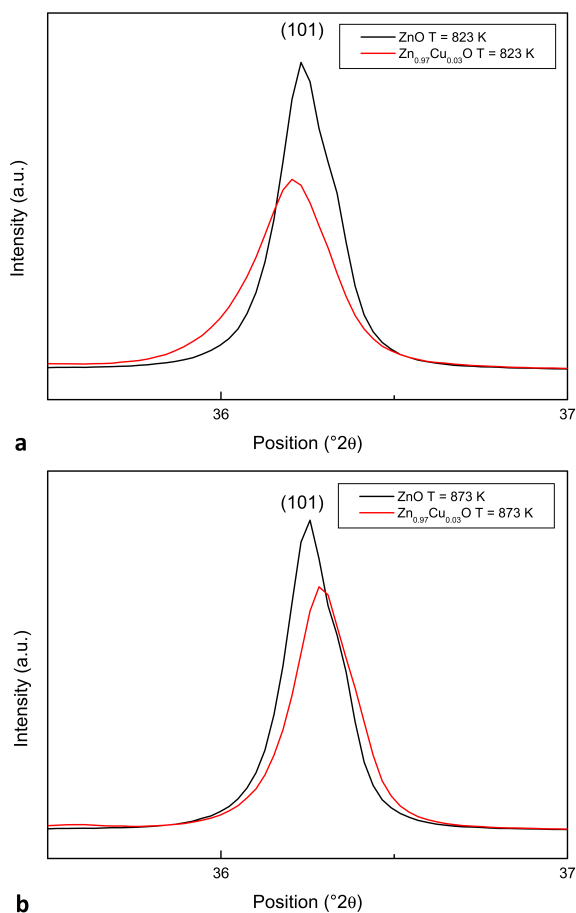 (101)
ZnO T = 823 K
Zn0.97Cu0.03O T = 823 K
Intensity (a.u.)
36
37
Position (°2θ)
a
(101)
ZnO T = 873 K
Zn0.97Cu0.03O T = 873 K
Intensity (a.u.)
36
37
Position (°2θ)
b